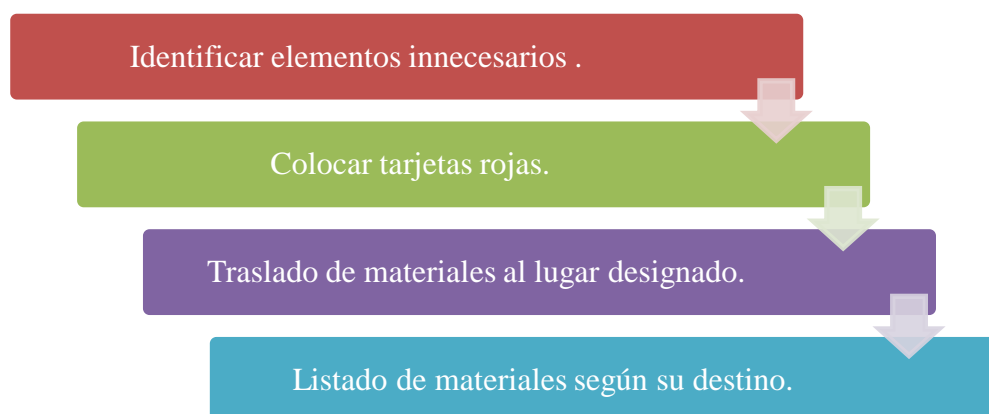 Identificar elementos innecesarios .
Colocar tarjetas rojas.
Traslado de materiales al lugar designado.
Listado de materiales según su destino.